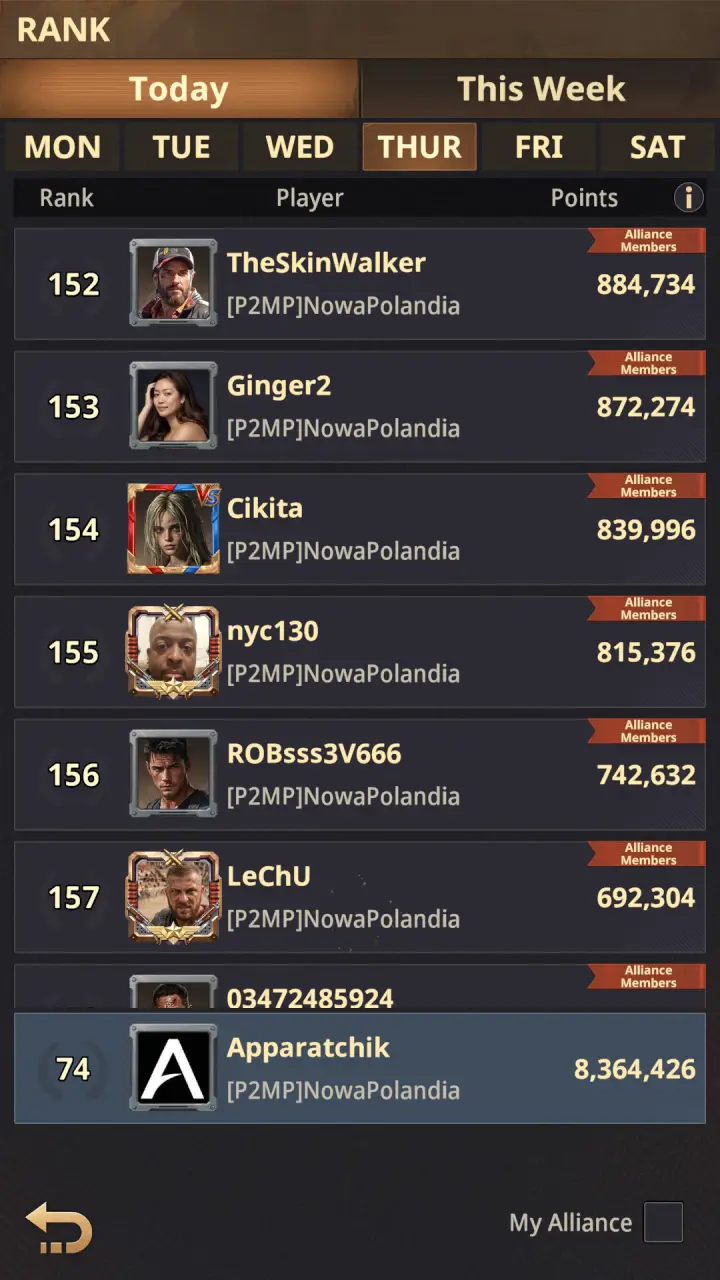 RANK
Today This Week
MON TUE WED THUR FRI SAT
Rank Player Points i
Alliance
Members
152 TheSkinWalker 884,734
[P2MP]NowaPolandia
Alliance
Members
153 Ginger2 872,274
[P2MP]NowaPolandia
Alliance
Members
154 VS Cikita 839,996
[P2MP]NowaPolandia
Alliance
Members
155 nyc130 815,376
[P2MP]NowaPolandia
Alliance
Members
156 ROBsss3V666 742,632
[P2MP]NowaPolandia
Alliance
Members
157 LeChU 692,304
[P2MP]NowaPolandia
Alliance
Members
03472485924
74 A Apparatchik 8,364,426
[P2MP]NowaPolandia
My Alliance